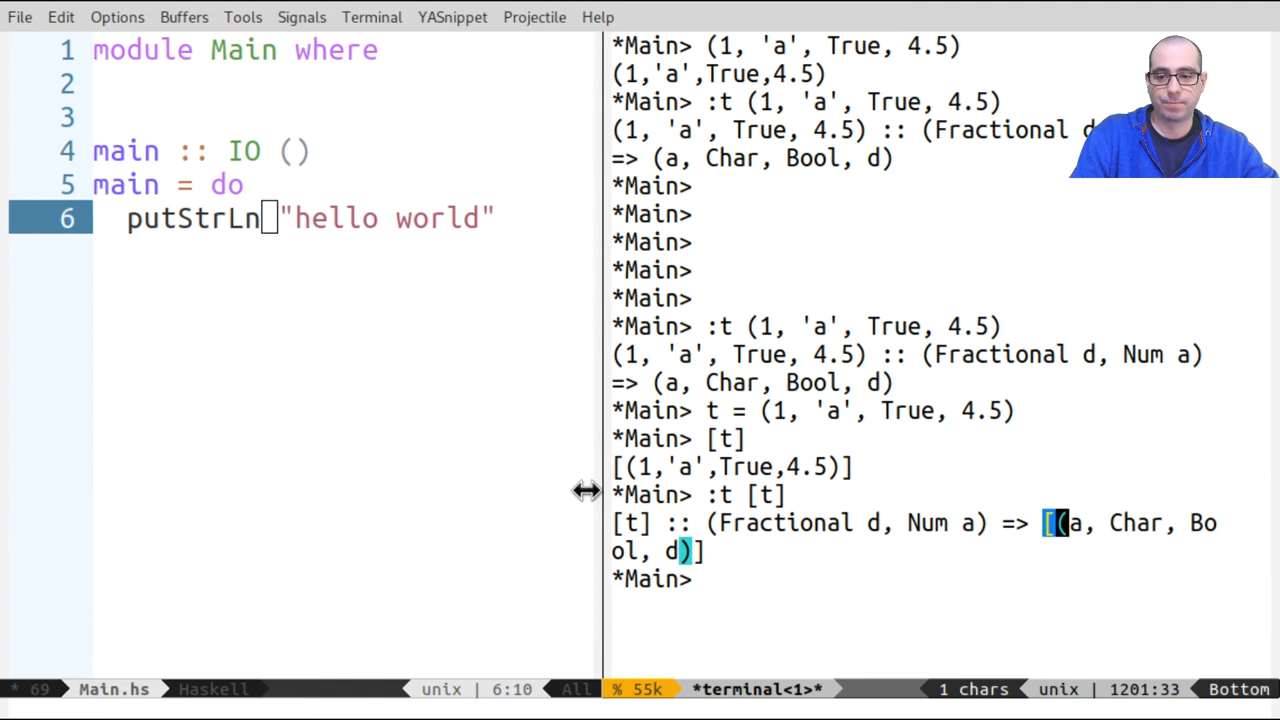 File Edit Options Buffers Tools Signals Terminal YASnippet Projectile Help
1 module Main where
2
3
4 main :: IO ()
5 main = do
6 putStrLn "hello world"
*Main> (1, 'a', True, 4.5)
(1,'a',True,4.5)
*Main> :t (1, 'a', True, 4.5)
(1, 'a', True, 4.5) :: (Fractional
=> (a, Char, Bool, d)
*Main>
*Main>
*Main>
*Main>
*Main>
*Main> :t (1, 'a', True, 4.5)
(1, 'a', True, 4.5) :: (Fractional d, Num a)
=> (a, Char, Bool, d)
*Main> t = (1, 'a', True, 4.5)
*Main> [t]
[(1,'a',True,4.5)]
*Main> :t [t]
[t] :: (Fractional d, Num a) => [(a, Char, Bo
ol, d)]
*Main>
* 69 Main.hs Haskell unix | 6:10 All
% 55k *terminal<1>* 1 chars unix | 1201:33 Bottom